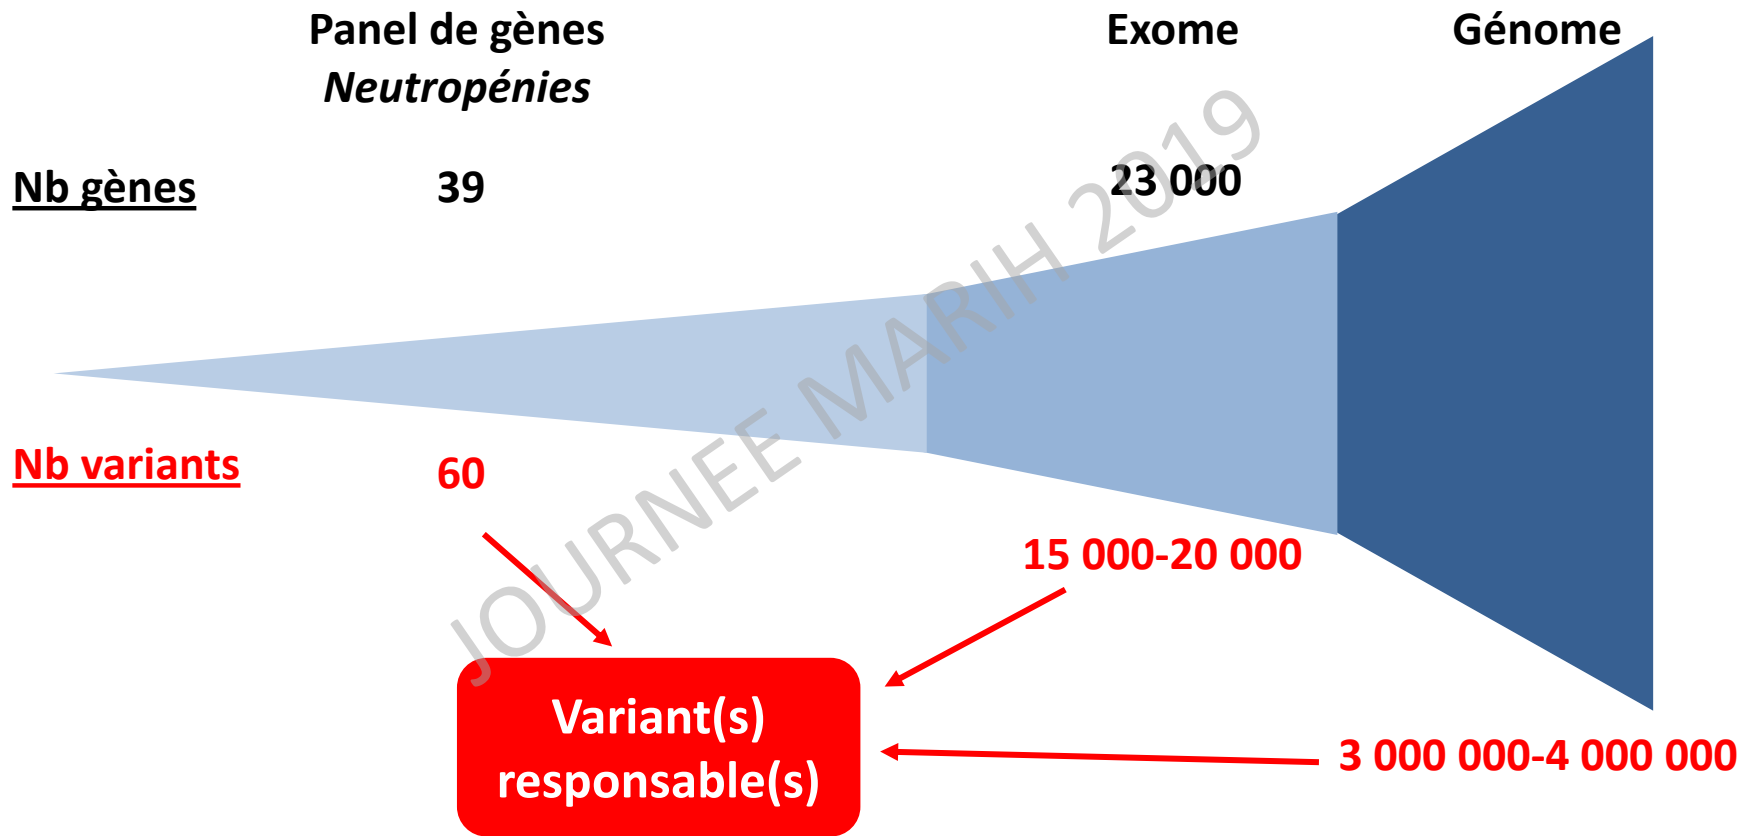 Panel de gènes
Neutropénies
Exome
Génome
Nb gènes
39
23 000
Nb variants
60
15 000-20 000
3 000 000-4 000 000
Variant(s)
responsable(s)
JOURNEE MARIH 2019